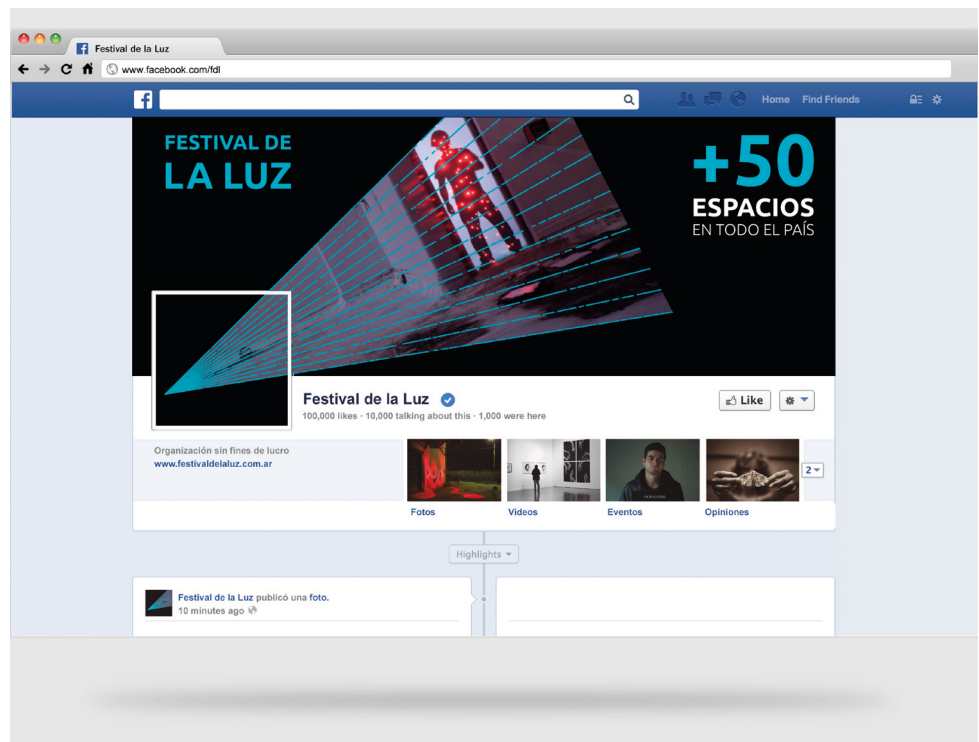 Festival de la Luz
www.facebook.com/fdl
Home Find Friends
FESTIVAL DE
LA LUZ
+50
ESPACIOS
EN TODO EL PAÍS
Festival de la Luz
100,000 likes · 10,000 talking about this · 1,000 were here
Like
Organización sin fines de lucro
www.festivaldelaluz.com.ar
2
Fotos Videos Eventos Opiniones
Highlights
Festival de la Luz publicó una foto.
10 minutes ago